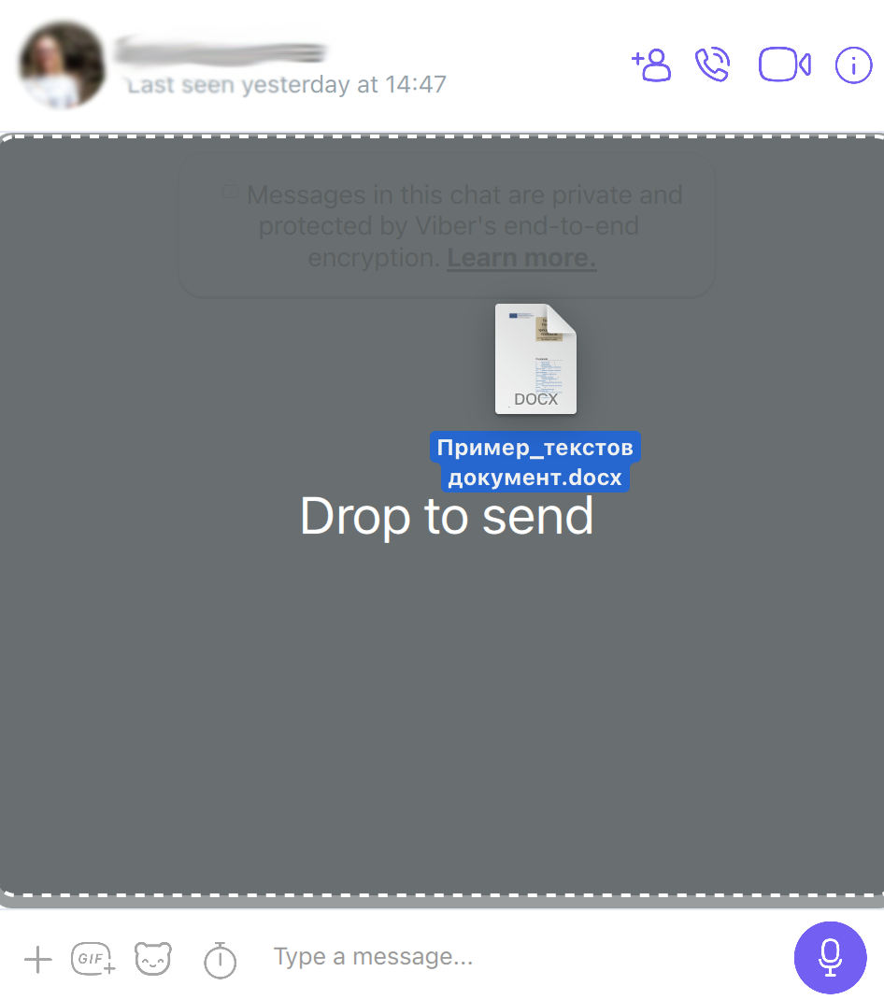 Last seen yesterday at 14:47
Messages in this chat are private and
protected by Viber's end-to-end
encryption. Learn more.
DOCX
Пример_текстов
документ.docx
Drop to send
GIF
Type a message...